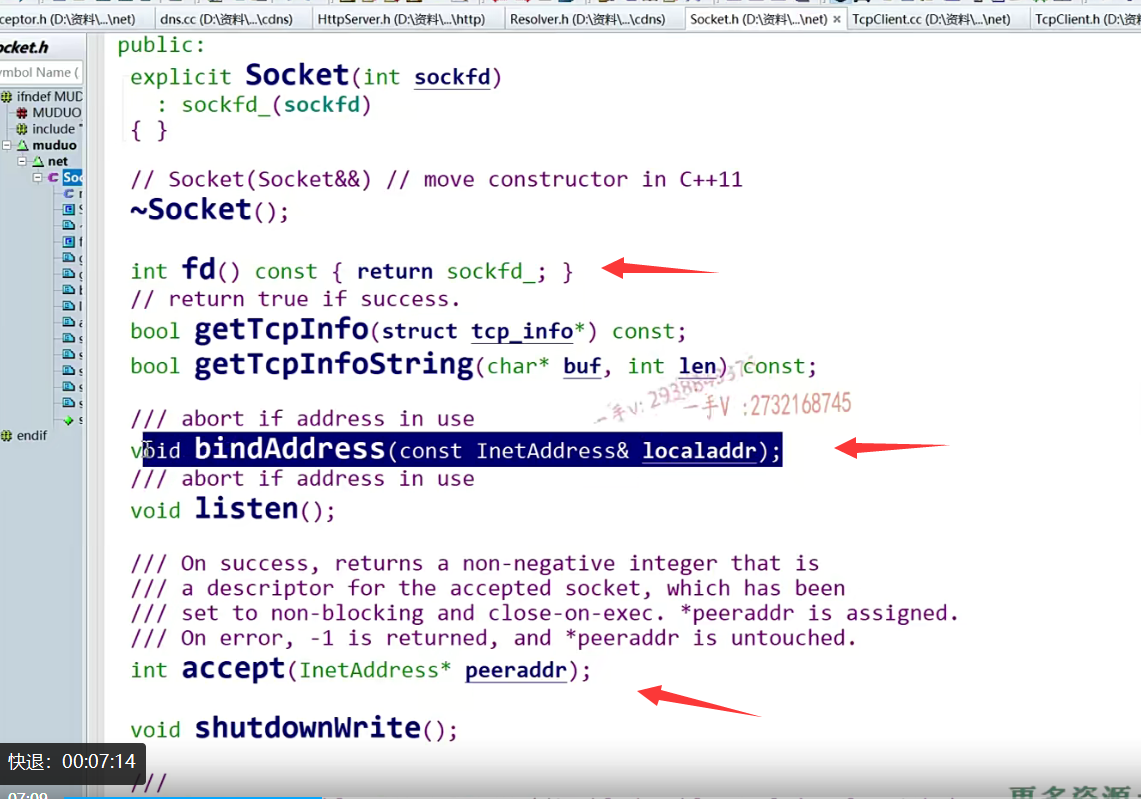 ceptor.h (D:\资料\...\net) dns.cc (D:\资料\...\cdns) HttpServer.h (D:\资料\...\http) Resolver.h (D:\资料\...\cdns) Socket.h (D:\资料\...\net) × TcpClient.cc (D:\资料\...\net) TcpClient.h (D:\资
ocket.h
ymbol Name (
ifndef MUD
MUDUO
include "
muduo
net
Soc
endif
public:
explicit Socket(int sockfd)
: sockfd_(sockfd)
{ }
// Socket(Socket&&) // move constructor in C++11
~Socket();
int fd() const { return sockfd_; }
// return true if success.
bool getTcpInfo(struct tcp_info*) const;
bool getTcpInfoString(char* buf, int len) const;
一手V :2732168745
/// abort if address in use
void bindAddress(const InetAddress& localaddr);
/// abort if address in use
void listen();
/// On success, returns a non-negative integer that is
/// a descriptor for the accepted socket, which has been
/// set to non-blocking and close-on-exec. *peeraddr is assigned.
/// On error, -1 is returned, and *peeraddr is untouched.
int accept(InetAddress* peeraddr);
void shutdownWrite();
快退：00:07:14
///
07:09
更多资源: